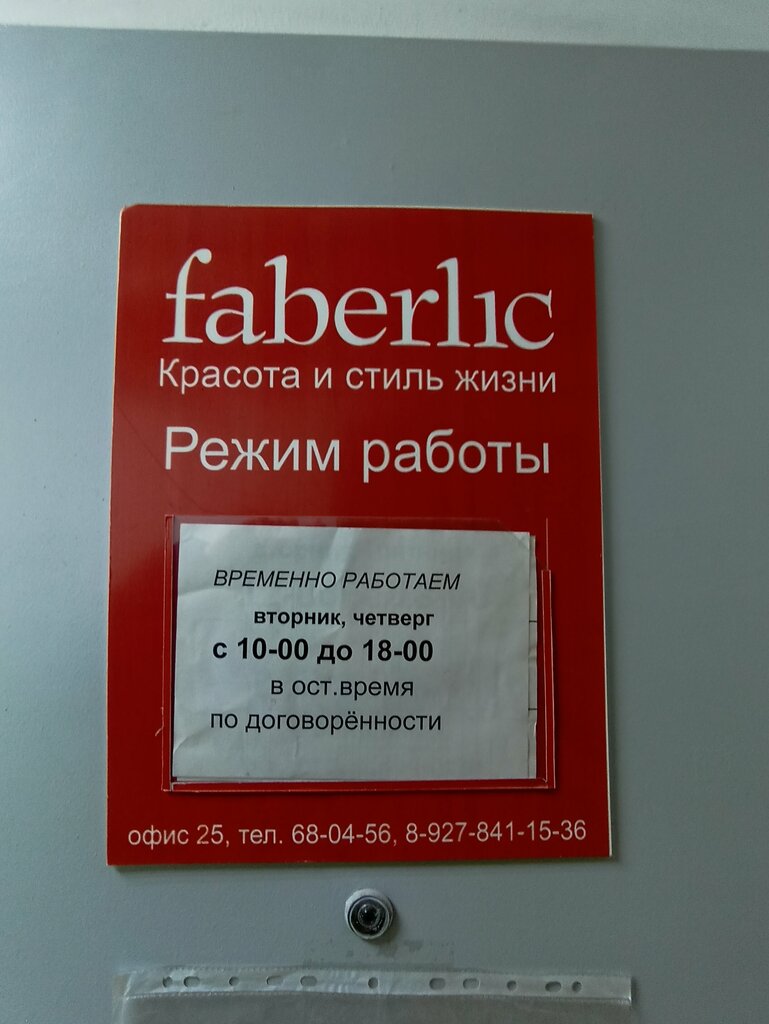 faberlic
Красота и стиль жизни
Режим работы
ВРЕМЕННО РАБОТАЕМ
вторник, четверг
с 10-00 до 18-00
в ост.время
по договорённости
офис 25, тел. 68-04-56, 8-927-841-15-36